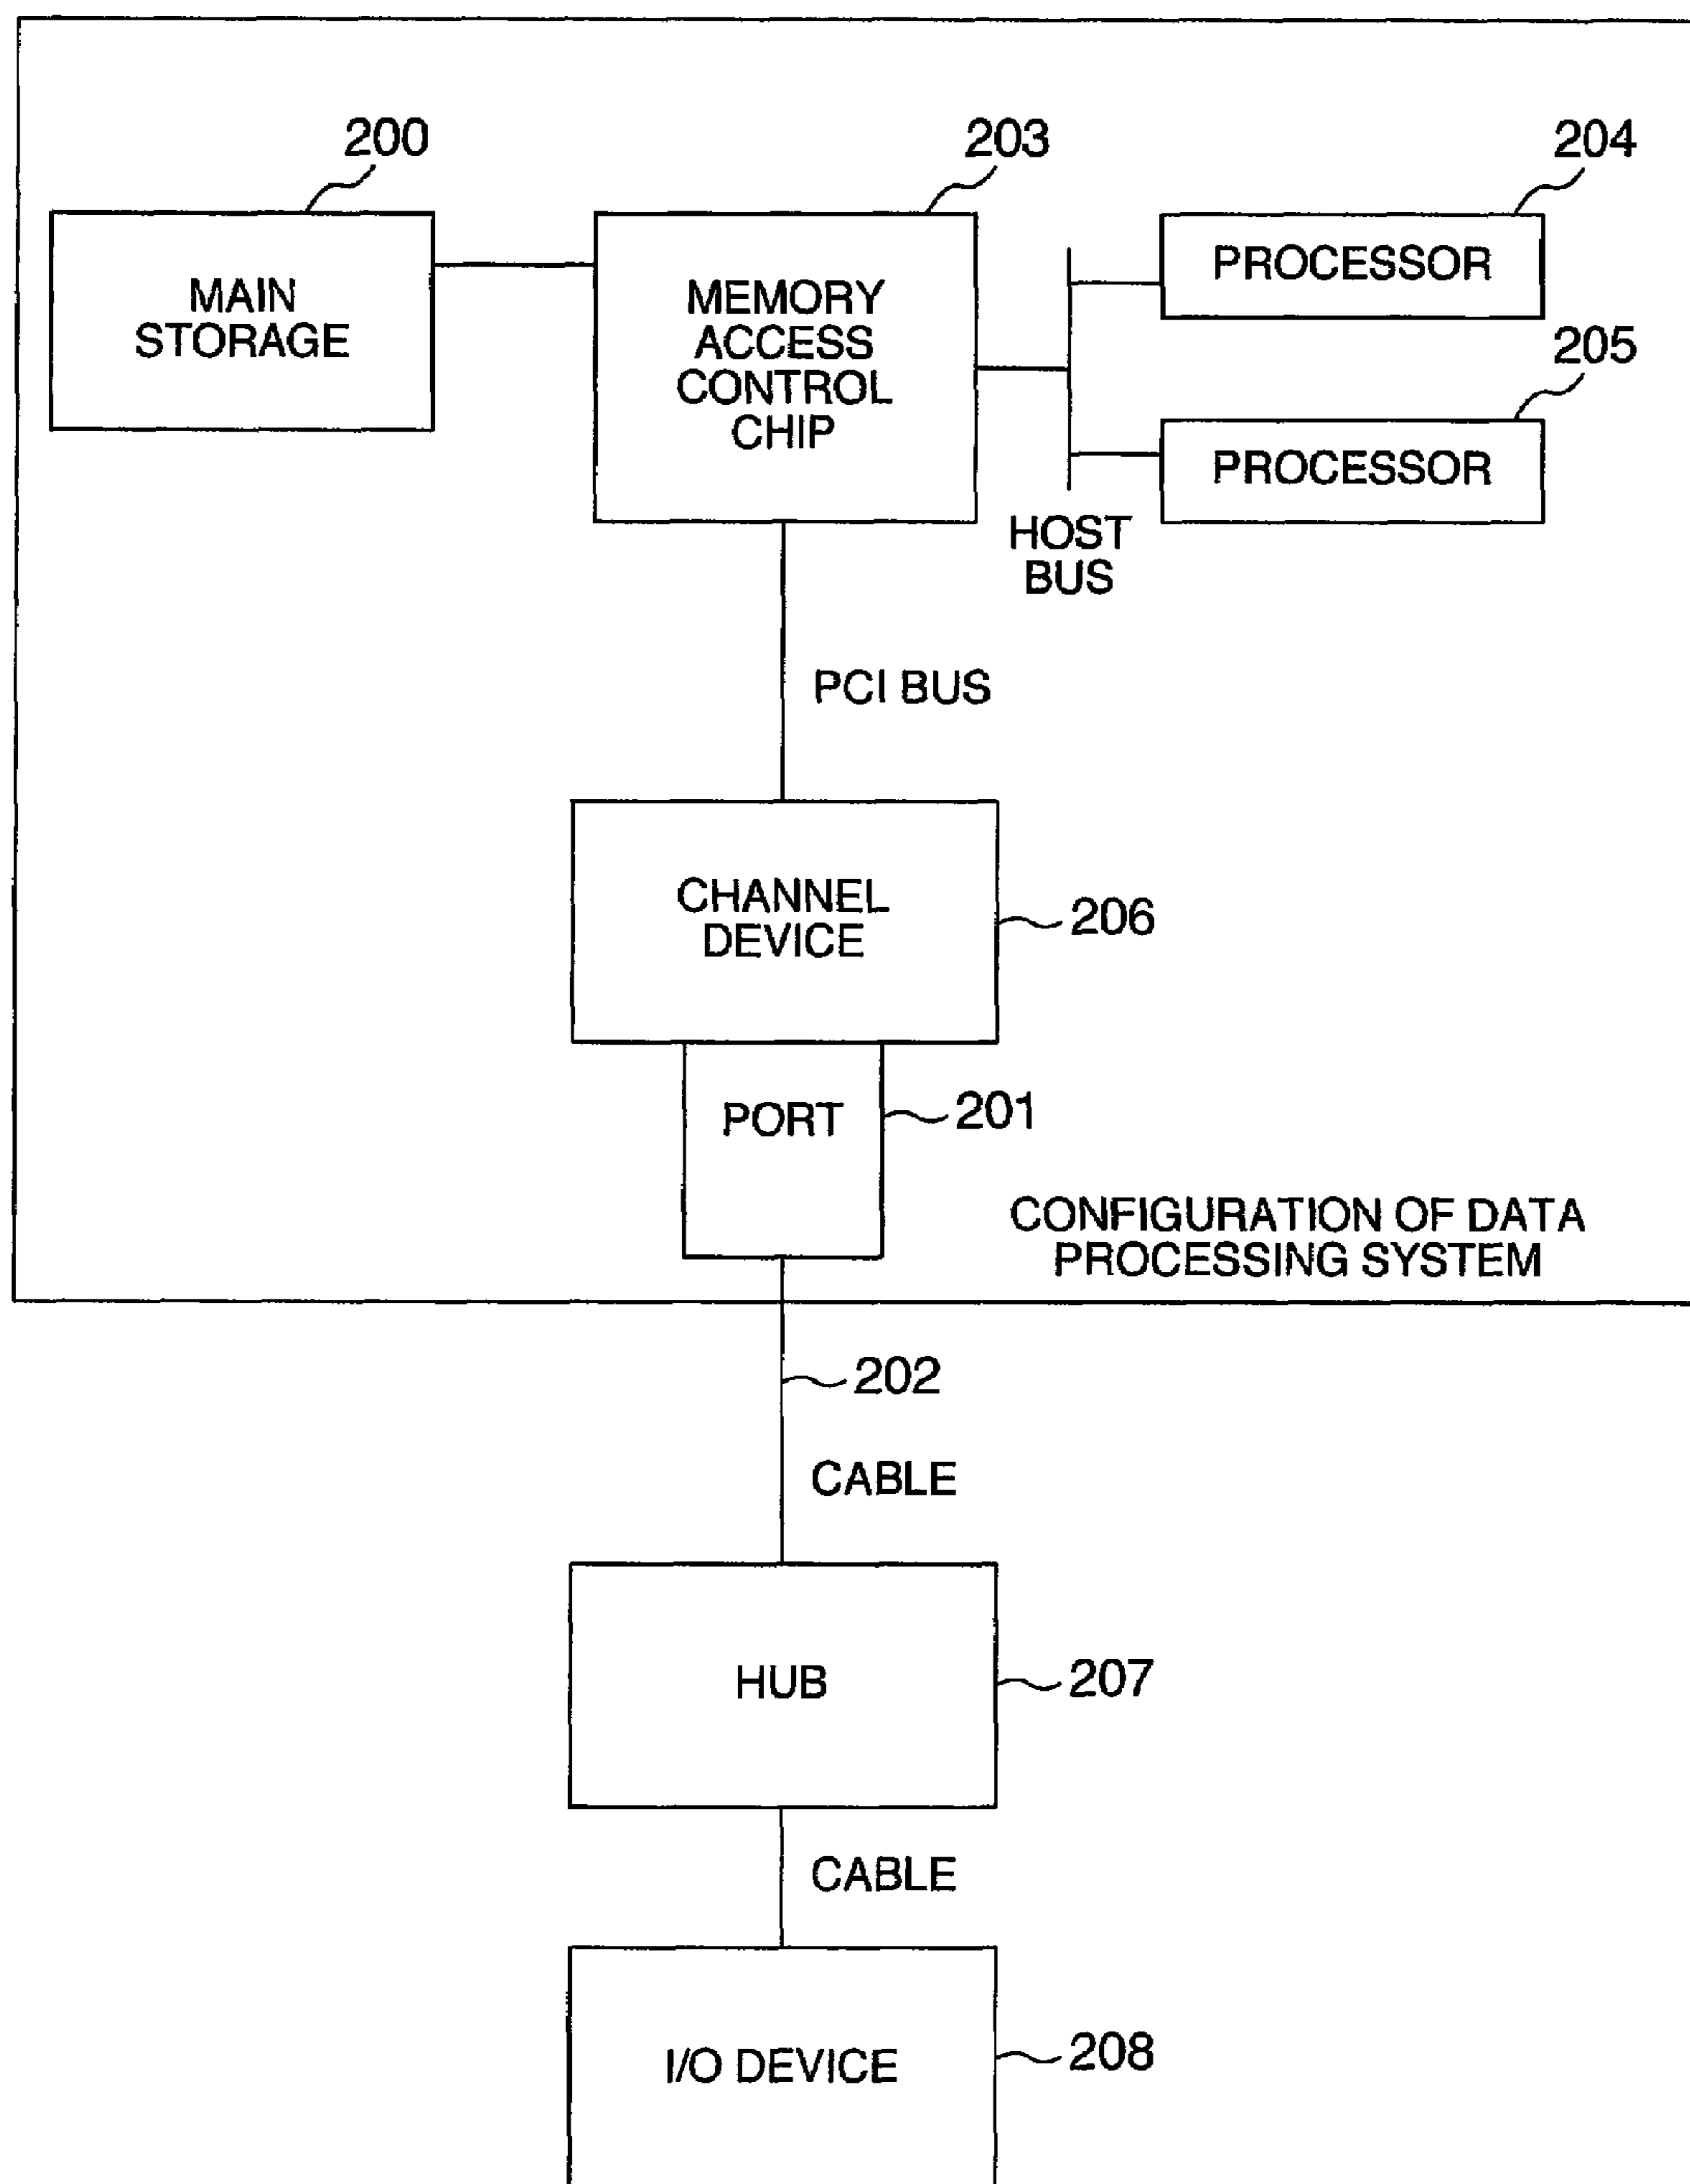 200
203
204
MAIN
STORAGE
MEMORY
ACCESS
CONTROL
CHIP
PROCESSOR
205
PROCESSOR
HOST
BUS
PCI BUS
CHANNEL
DEVICE
206
PORT
201
CONFIGURATION OF DATA
PROCESSING SYSTEM
202
CABLE
HUB
207
CABLE
I/O DEVICE
208